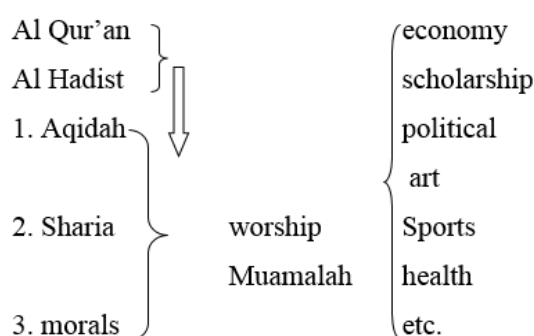 Al Qur’an economy
Al Hadist scholarship
1. Aqidah political
art
2. Sharia worship Sports
Muamalah health
3. morals etc.